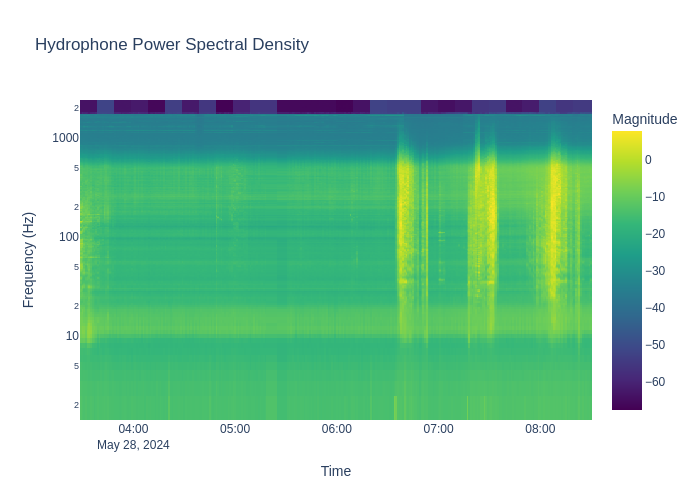 Hydrophone Power Spectral Density
Magnitude
0
−10
−20
−30
−40
−50
−60
Frequency (Hz)
2
1000
5
2
100
5
2
10
5
2
04:00 05:00 06:00 07:00 08:00
May 28, 2024
Time